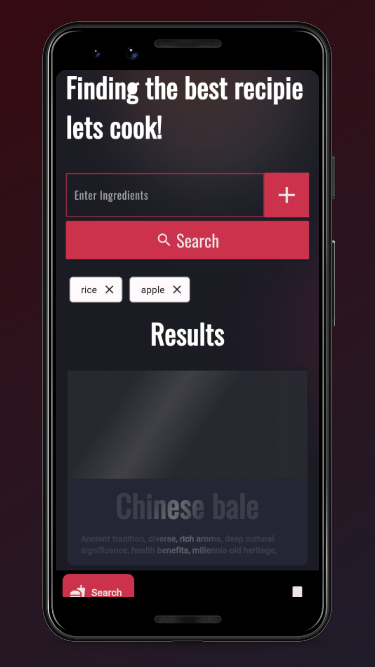 Finding the best recipie
lets cook!
Enter Ingredients
Search
rice
apple
Results
Chinese bale
Ancient tradition, diverse, rich aroms, deep cultural
significance, health benefits, millennia-old heritage,
Search